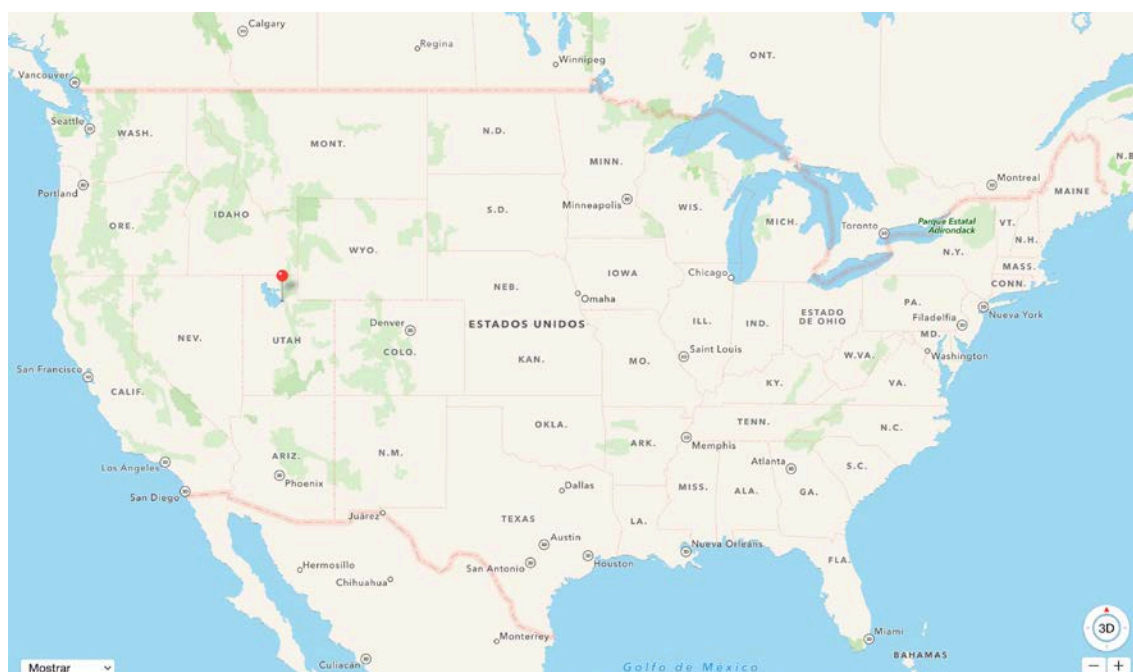 Calgary
Regina
Winnipeg
ONT.
Vancouver
Seattle
WASH.
MONT.
N.D.
MINN.
Montreal
N.B
MAINE
Portland
ORE.
IDAHO
S.D.
Minneapolis
WIS.
MICH.
Toronto
Parque Estatal
Adirondack
VT.
N.H.
N.Y.
WYO.
MASS.
CONN.
IOWA
Chicago
NEB.
Omaha
PA.
Nueva York
ESTADOS UNIDOS
ILL.
IND.
ESTADO
DE OHIO
Filadelfia
MD.
Washington
NEV.
UTAH
Denver
COLO.
KAN.
MO.
Saint Louis
W.VA.
VA.
KY.
San Francisco
CALIF.
OKLA.
TENN.
N.C.
ARK.
Memphis
Los Angeles
ARIZ.
Phoenix
N.M.
Atlanta
S.C.
San Diego
Dallas
MISS.
ALA.
GA.
Juárez
TEXAS
LA.
Austin
Nueva Orleans
Houston
San Antonio
FLA.
Hermosillo
Chihuahua
Monterrey
Miami
3D
BAHAMAS
Culiacán
Golfo de México
Mostrar